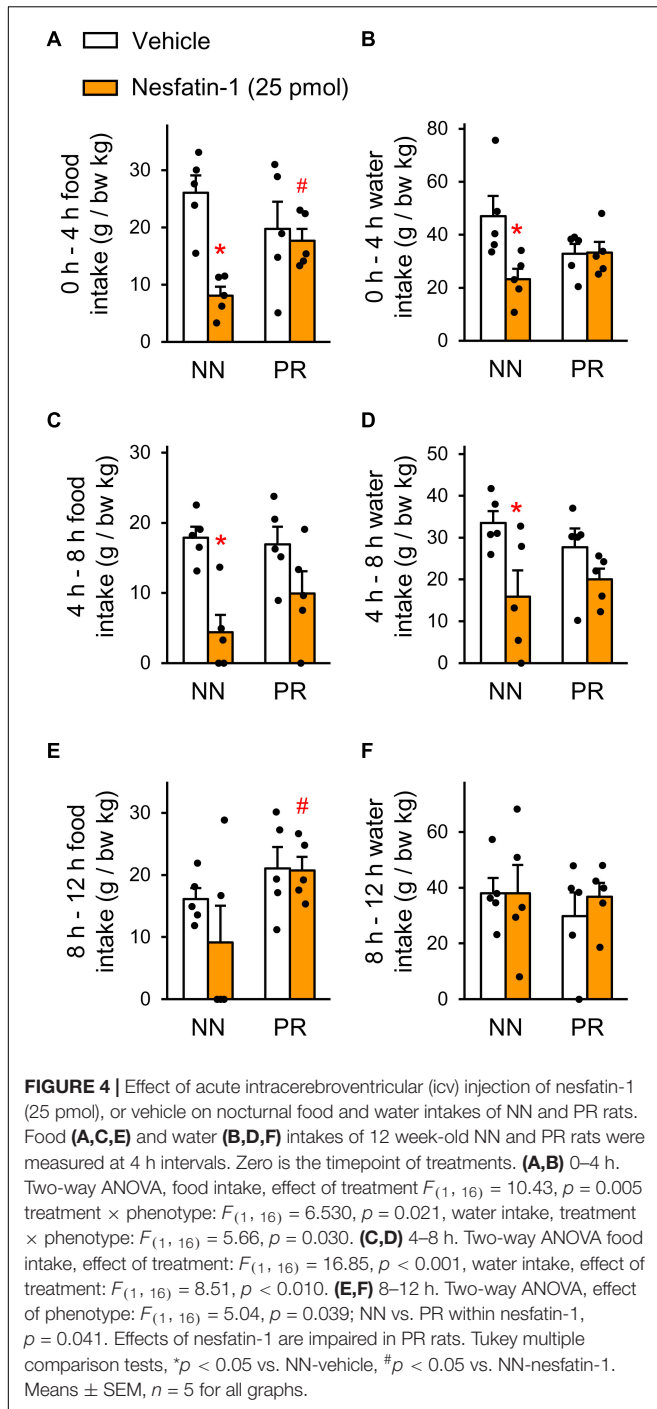 A
B
Vehicle
Nesfatin-1 (25 pmol)
0 h - 4 h food
intake (g / bw kg)
30
20
10
0
*
#
NN
PR
0 h - 4 h water
intake (g / bw kg)
80
60
40
20
0
*
NN
PR
C
D
4 h - 8 h food
intake (g / bw kg)
30
20
10
0
*
NN
PR
4 h - 8 h water
intake (g / bw kg)
50
40
30
20
10
0
*
NN
PR
E
F
8 h - 12 h food
intake (g / bw kg)
30
20
10
0
#
NN
PR
8 h - 12 h water
intake (g / bw kg)
60
40
20
0
NN
PR
FIGURE 4 | Effect of acute intracerebroventricular (icv) injection of nesfatin-1
(25 pmol), or vehicle on nocturnal food and water intakes of NN and PR rats.
Food (A,C,E) and water (B,D,F) intakes of 12 week-old NN and PR rats were
measured at 4 h intervals. Zero is the timepoint of treatments. (A,B) 0–4 h.
Two-way ANOVA, food intake, effect of treatment F(1, 16) = 10.43, p = 0.005
treatment × phenotype: F(1, 16) = 6.530, p = 0.021, water intake, treatment
× phenotype: F(1, 16) = 5.66, p = 0.030. (C,D) 4–8 h. Two-way ANOVA food
intake, effect of treatment: F(1, 16) = 16.85, p < 0.001, water intake, effect of
treatment: F(1, 16) = 8.51, p < 0.010. (E,F) 8–12 h. Two-way ANOVA, effect
of phenotype: F(1, 16) = 5.04, p = 0.039; NN vs. PR within nesfatin-1,
p = 0.041. Effects of nesfatin-1 are impaired in PR rats. Tukey multiple
comparison tests, *p < 0.05 vs. NN-vehicle, #p < 0.05 vs. NN-nesfatin-1.
Means ± SEM, n = 5 for all graphs.